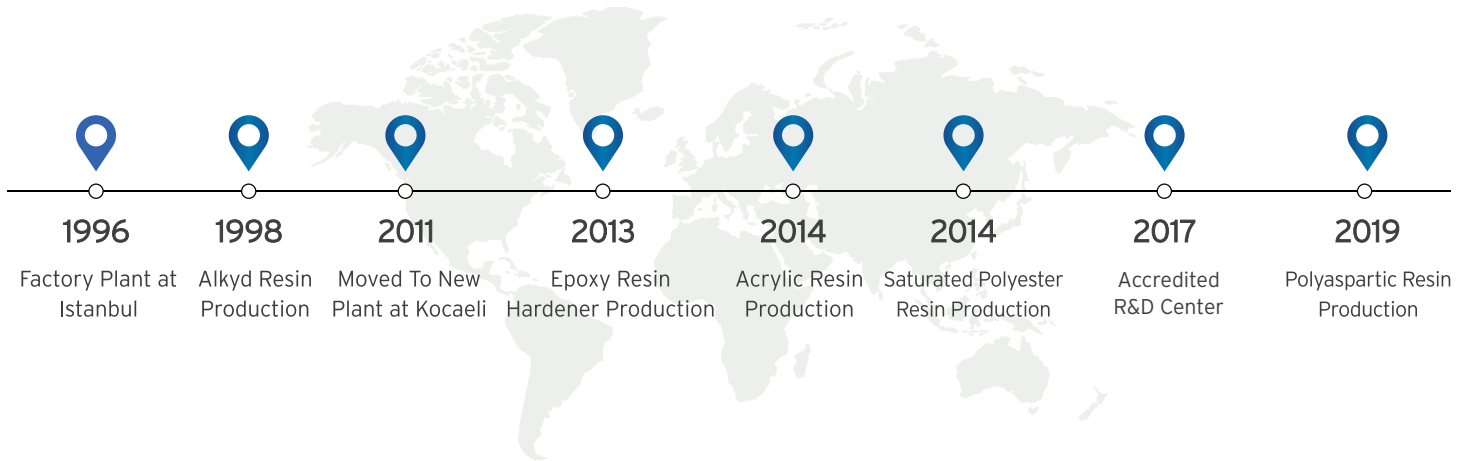 1996
Factory Plant at
Istanbul
1998
Alkyd Resin
Production
2011
Moved To New
Plant at Kocaeli
2013
Epoxy Resin
Hardener Production
2014
Acrylic Resin
Production
2014
Saturated Polyester
Resin Production
2017
Accredited
R&D Center
2019
Polyaspartic Resin
Production